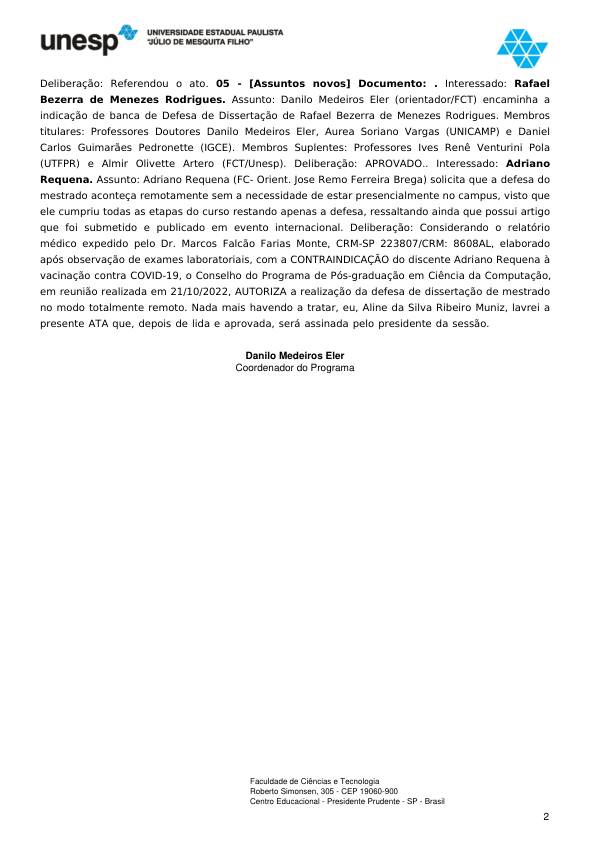 unesp
UNIVERSIDADE ESTADUAL PAULISTA
"JÚLIO DE MESQUITA FILHO"
Deliberação: Referendou o ato. 05 - [Assuntos novos] Documento: . Interessado: Rafael
Bezerra de Menezes Rodrigues. Assunto: Danilo Medeiros Eler (orientador/FCT) encaminha a
indicação de banca de Defesa de Dissertação de Rafael Bezerra de Menezes Rodrigues. Membros
titulares: Professores Doutores Danilo Medeiros Eler, Aurea Soriano Vargas (UNICAMP) e Daniel
Carlos Guimarães Pedronette (IGCE). Membros Suplentes: Professores Ives Renê Venturini Pola
(UTFPR) e Almir Olivette Artero (FCT/Unesp). Deliberação: APROVADO.. Interessado: Adriano
Requena. Assunto: Adriano Requena (FC- Orient. Jose Remo Ferreira Brega) solicita que a defesa do
mestrado aconteça remotamente sem a necessidade de estar presencialmente no campus, visto que
ele cumpriu todas as etapas do curso restando apenas a defesa, ressaltando ainda que possui artigo
que foi submetido e publicado em evento internacional. Deliberação: Considerando o relatório
médico expedido pelo Dr. Marcos Falcão Farias Monte, CRM-SP 223807/CRM: 8608AL, elaborado
após observação de exames laboratoriais, com a CONTRAINDICAÇÃO do discente Adriano Requena à
vacinação contra COVID-19, o Conselho do Programa de Pós-graduação em Ciência da Computação,
em reunião realizada em 21/10/2022, AUTORIZA a realização da defesa de dissertação de mestrado
no modo totalmente remoto. Nada mais havendo a tratar, eu, Aline da Silva Ribeiro Muniz, lavrei a
presente ATA que, depois de lida e aprovada, será assinada pelo presidente da sessão.
Danilo Medeiros Eler
Coordenador do Programa
Faculdade de Ciências e Tecnologia
Roberto Simonsen, 305 - CEP 19060-900
Centro Educacional - Presidente Prudente - SP - Brasil
2